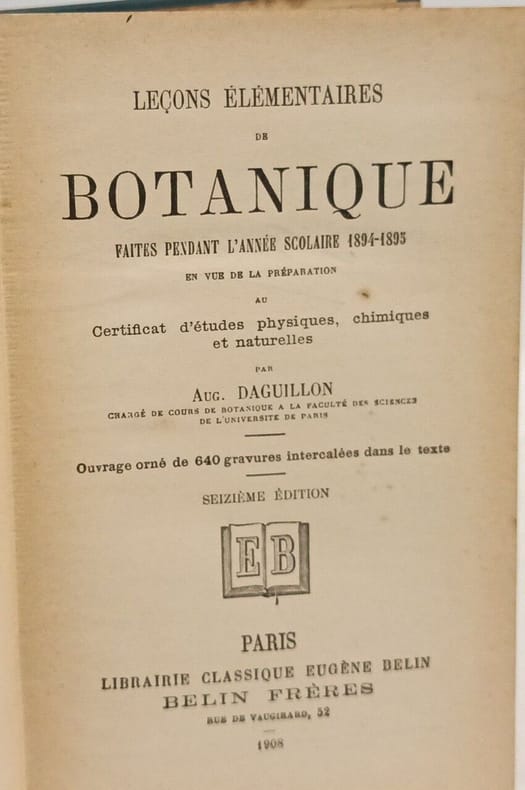 LEÇONS ÉLÉMENTAIRES
DE
BOTANIQUE
FAITES PENDANT L'ANNÉE SCOLAIRE 1894-1895
EN VUE DE LA PRÉPARATION
AU
Certificat d'études physiques, chimiques
et naturelles
PAR
AUG. DAGUILLON
CHARGÉ DE COURS DE BOTANIQUE A LA FACULTÉ DES SCIENCES
DE L'UNIVERSITE DE PARIS
Ouvrage orné de 640 gravures intercalées dans le texte
SEIZIÈME ÉDITION
EB
PARIS
LIBRAIRIE CLASSIQUE EUGÈNE BELIN
BELIN FRÈRES
RUE DE VAUGIRARD, 52
1908